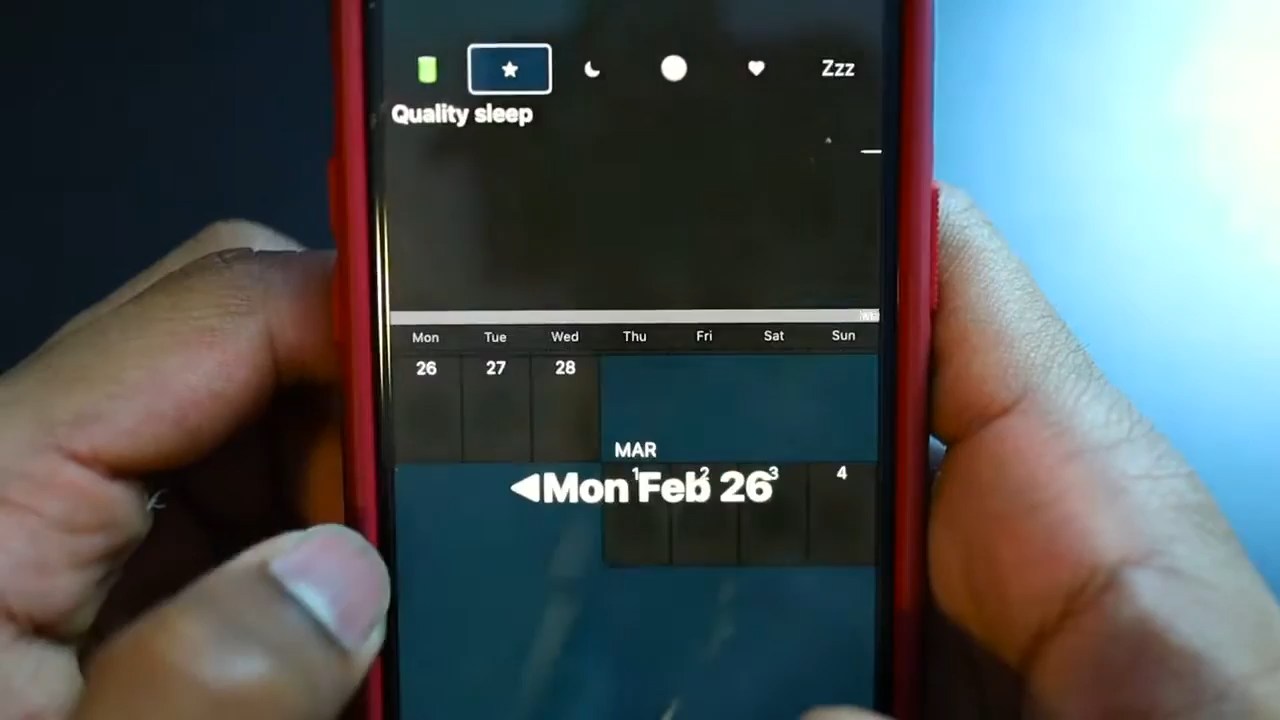 Zzz
Quality sleep
Mon Tue Wed Thu Fri Sat Sun
26 27 28
MAR
1 2 3 4
Mon Feb 26